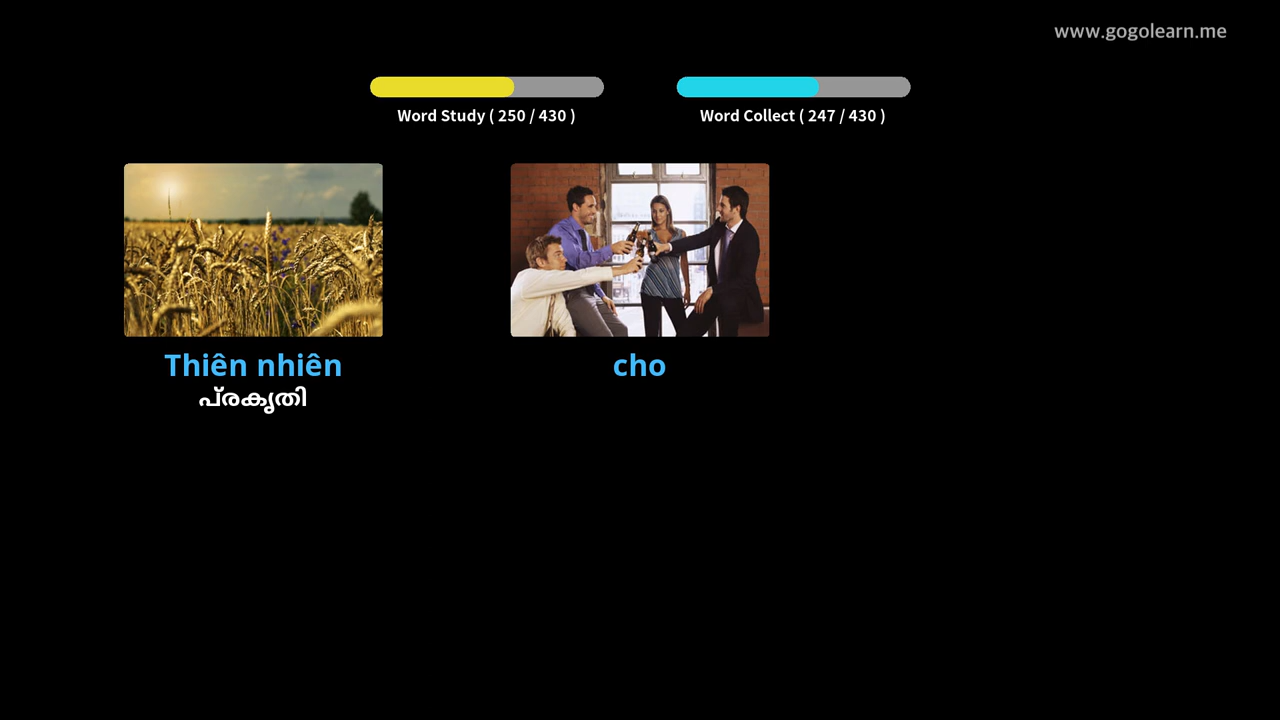 www.gogolearn.me
Word Study ( 250 / 430 )
Word Collect ( 247 / 430 )
Thiên nhiên
cho
പ്രകൃതി